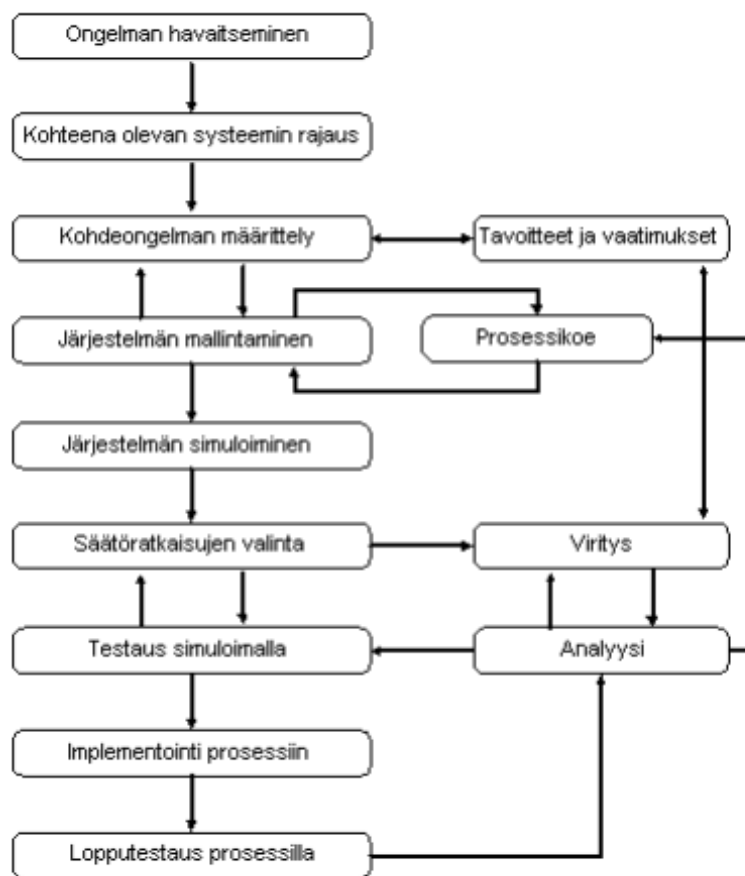 Ongelman havaitseminen
Kohteena olevan systeemin rajaus
Kohdeongelman määrittely
Tavoitteet ja vaatimukset
Järjestelmän mallintaminen
Prosessikoe
Järjestelmän simuloiminen
Säätöratkaisujen valinta
Viritys
Testaus simuloimalla
Analyysi
Implementointi prosessiin
Lopputestaus prosessilla